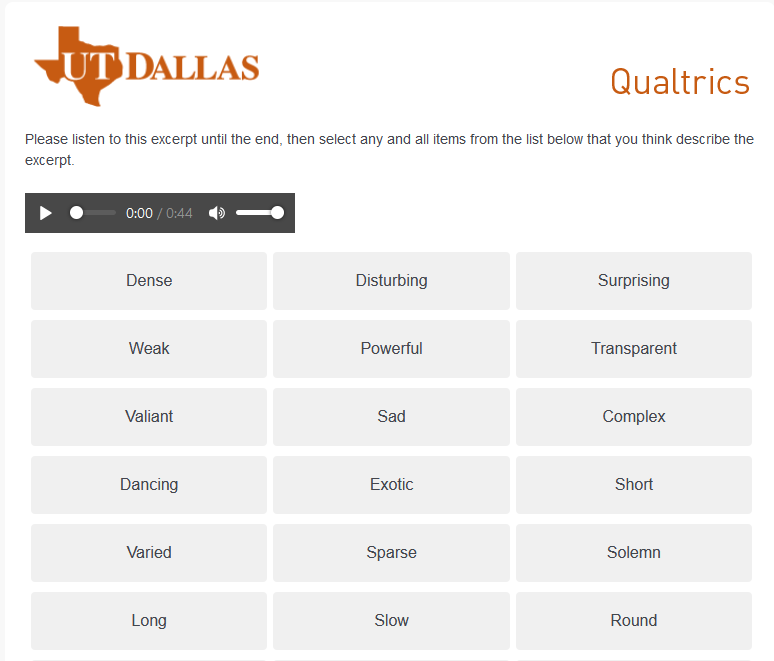 UT DALLAS
Qualtrics
Please listen to this excerpt until the end, then select any and all items from the list below that you think describe the
excerpt.
0:00 / 0:44
Dense Disturbing Surprising
Weak Powerful Transparent
Valiant Sad Complex
Dancing Exotic Short
Varied Sparse Solemn
Long Slow Round